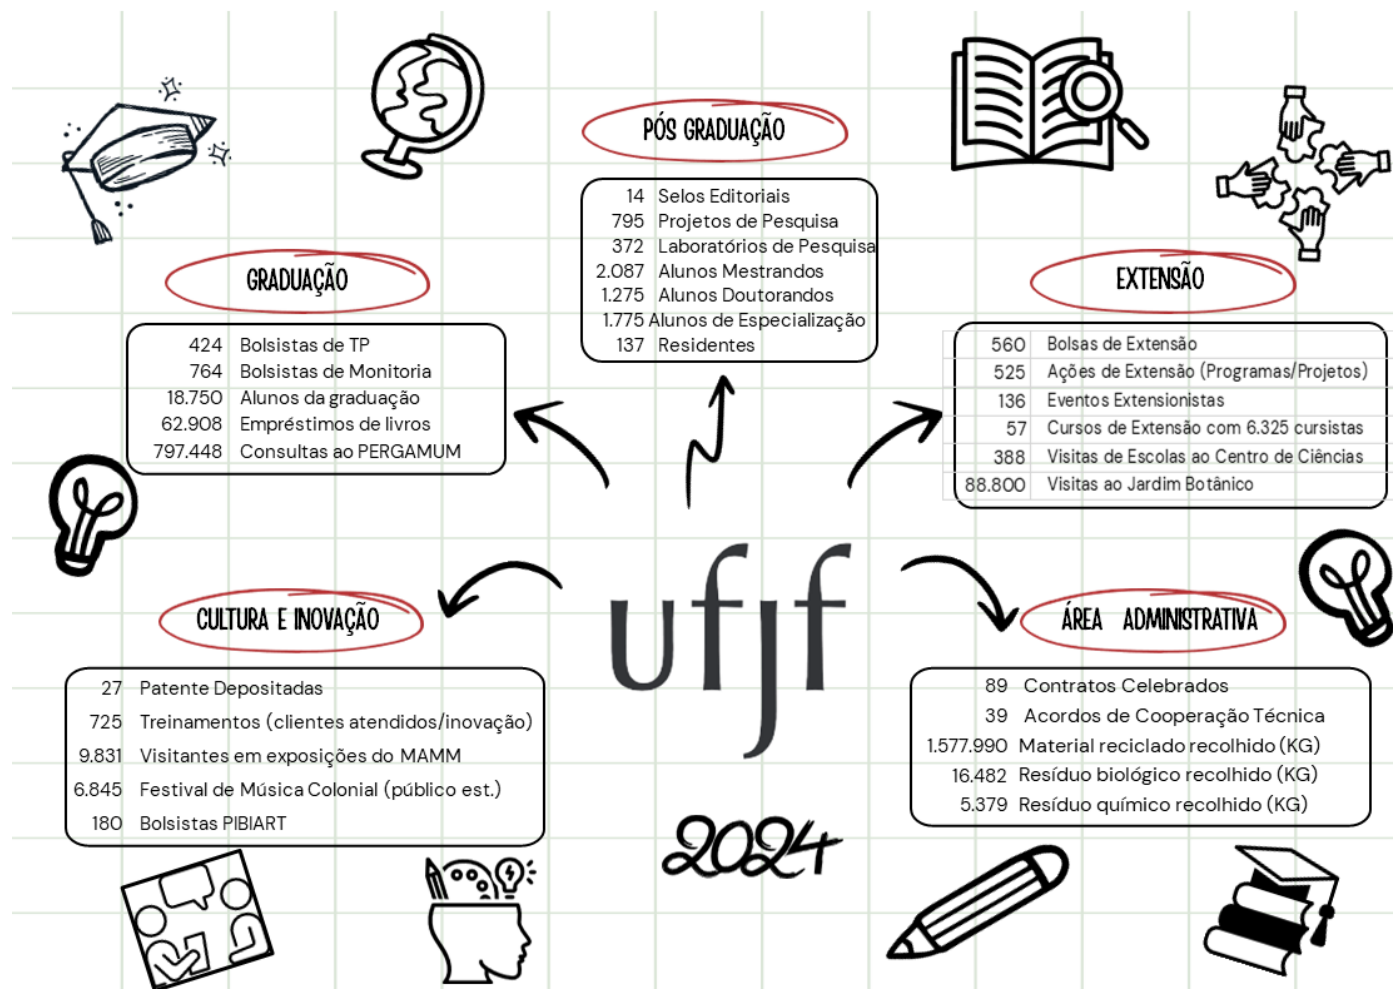 PÓS GRADUAÇÃO
14 Selos Editoriais
795 Projetos de Pesquisa
372 Laboratórios de Pesquisa
2.087 Alunos Mestrandos
1.275 Alunos Doutorandos
1.775 Alunos de Especialização
137 Residentes
GRADUAÇÃO
424 Bolsistas de TP
764 Bolsistas de Monitoria
18.750 Alunos da graduação
62.908 Empréstimos de livros
797.448 Consultas ao PERGAMUM
EXTENSÃO
560 Bolsas de Extensão
525 Ações de Extensão (Programas/Projetos)
136 Eventos Extensionistas
57 Cursos de Extensão com 6.325 cursistas
388 Visitas de Escolas ao Centro de Ciências
88.800 Visitas ao Jardim Botânico
ufjf
2024
CULTURA E INOVAÇÃO
27 Patente Depositadas
725 Treinamentos (clientes atendidos/inovação)
9.831 Visitantes em exposições do MAMM
6.845 Festival de Música Colonial (público est.)
180 Bolsistas PIBIART
ÁREA ADMINISTRATIVA
89 Contratos Celebrados
39 Acordos de Cooperação Técnica
1.577.990 Material reciclado recolhido (KG)
16.482 Resíduo biológico recolhido (KG)
5.379 Resíduo químico recolhido (KG)